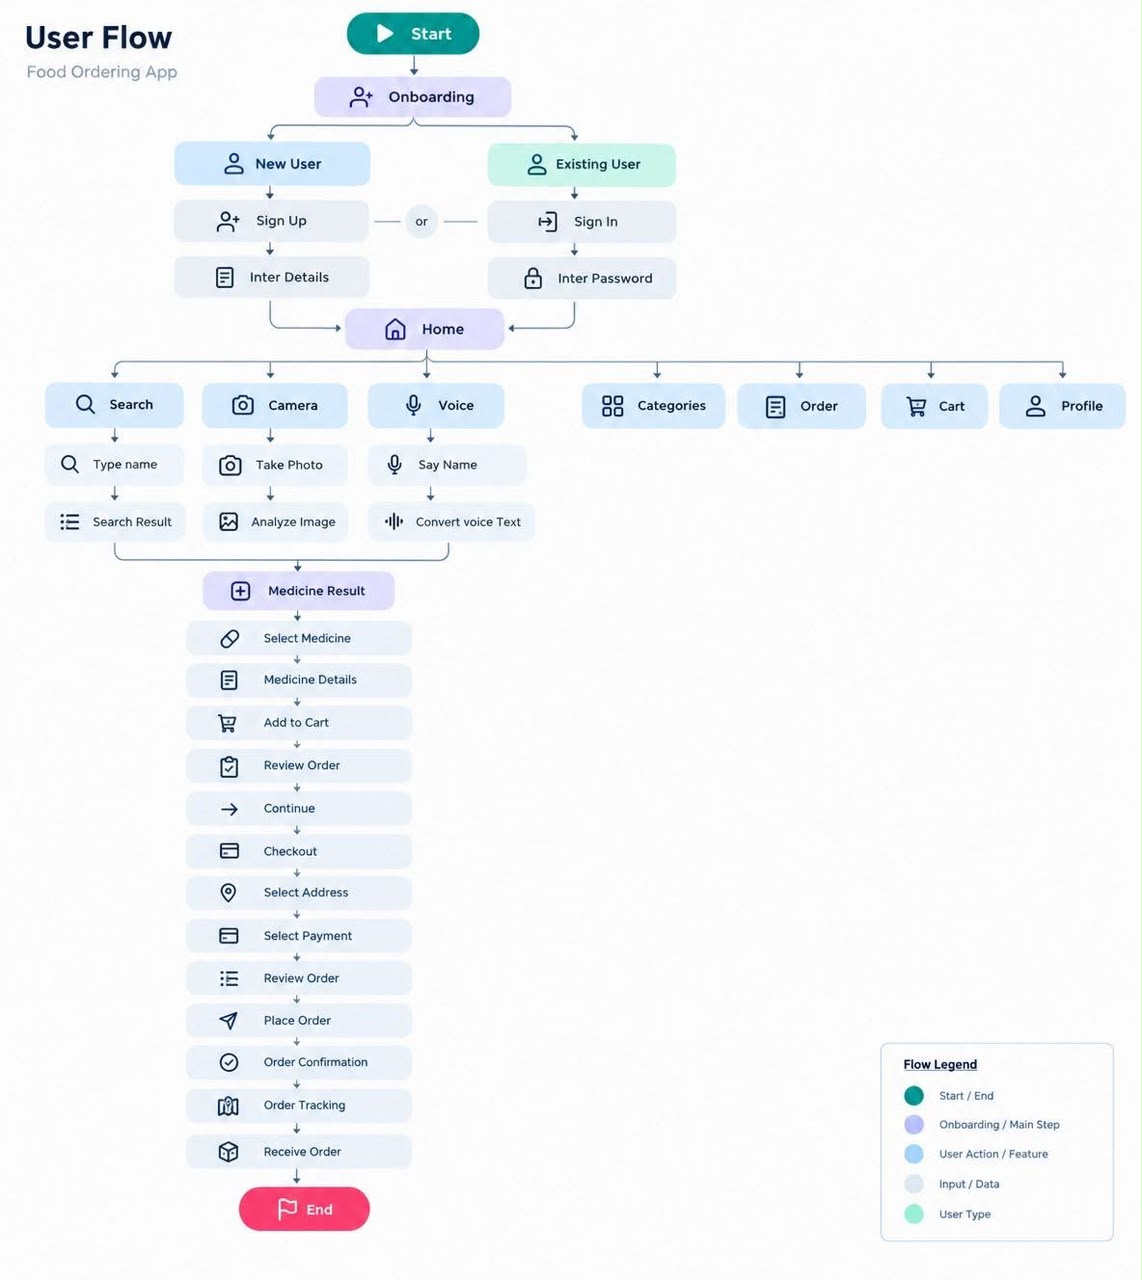 User Flow
Food Ordering App
Start
Onboarding
New User
Existing User
Sign Up
or
Sign In
Inter Details
Inter Password
Home
Search
Camera
Voice
Categories
Order
Cart
Profile
Type name
Take Photo
Say Name
Search Result
Analyze Image
Convert voice Text
Medicine Result
Select Medicine
Medicine Details
Add to Cart
Review Order
Continue
Checkout
Select Address
Select Payment
Review Order
Place Order
Order Confirmation
Order Tracking
Receive Order
End
Flow Legend
Start / End
Onboarding / Main Step
User Action / Feature
Input / Data
User Type